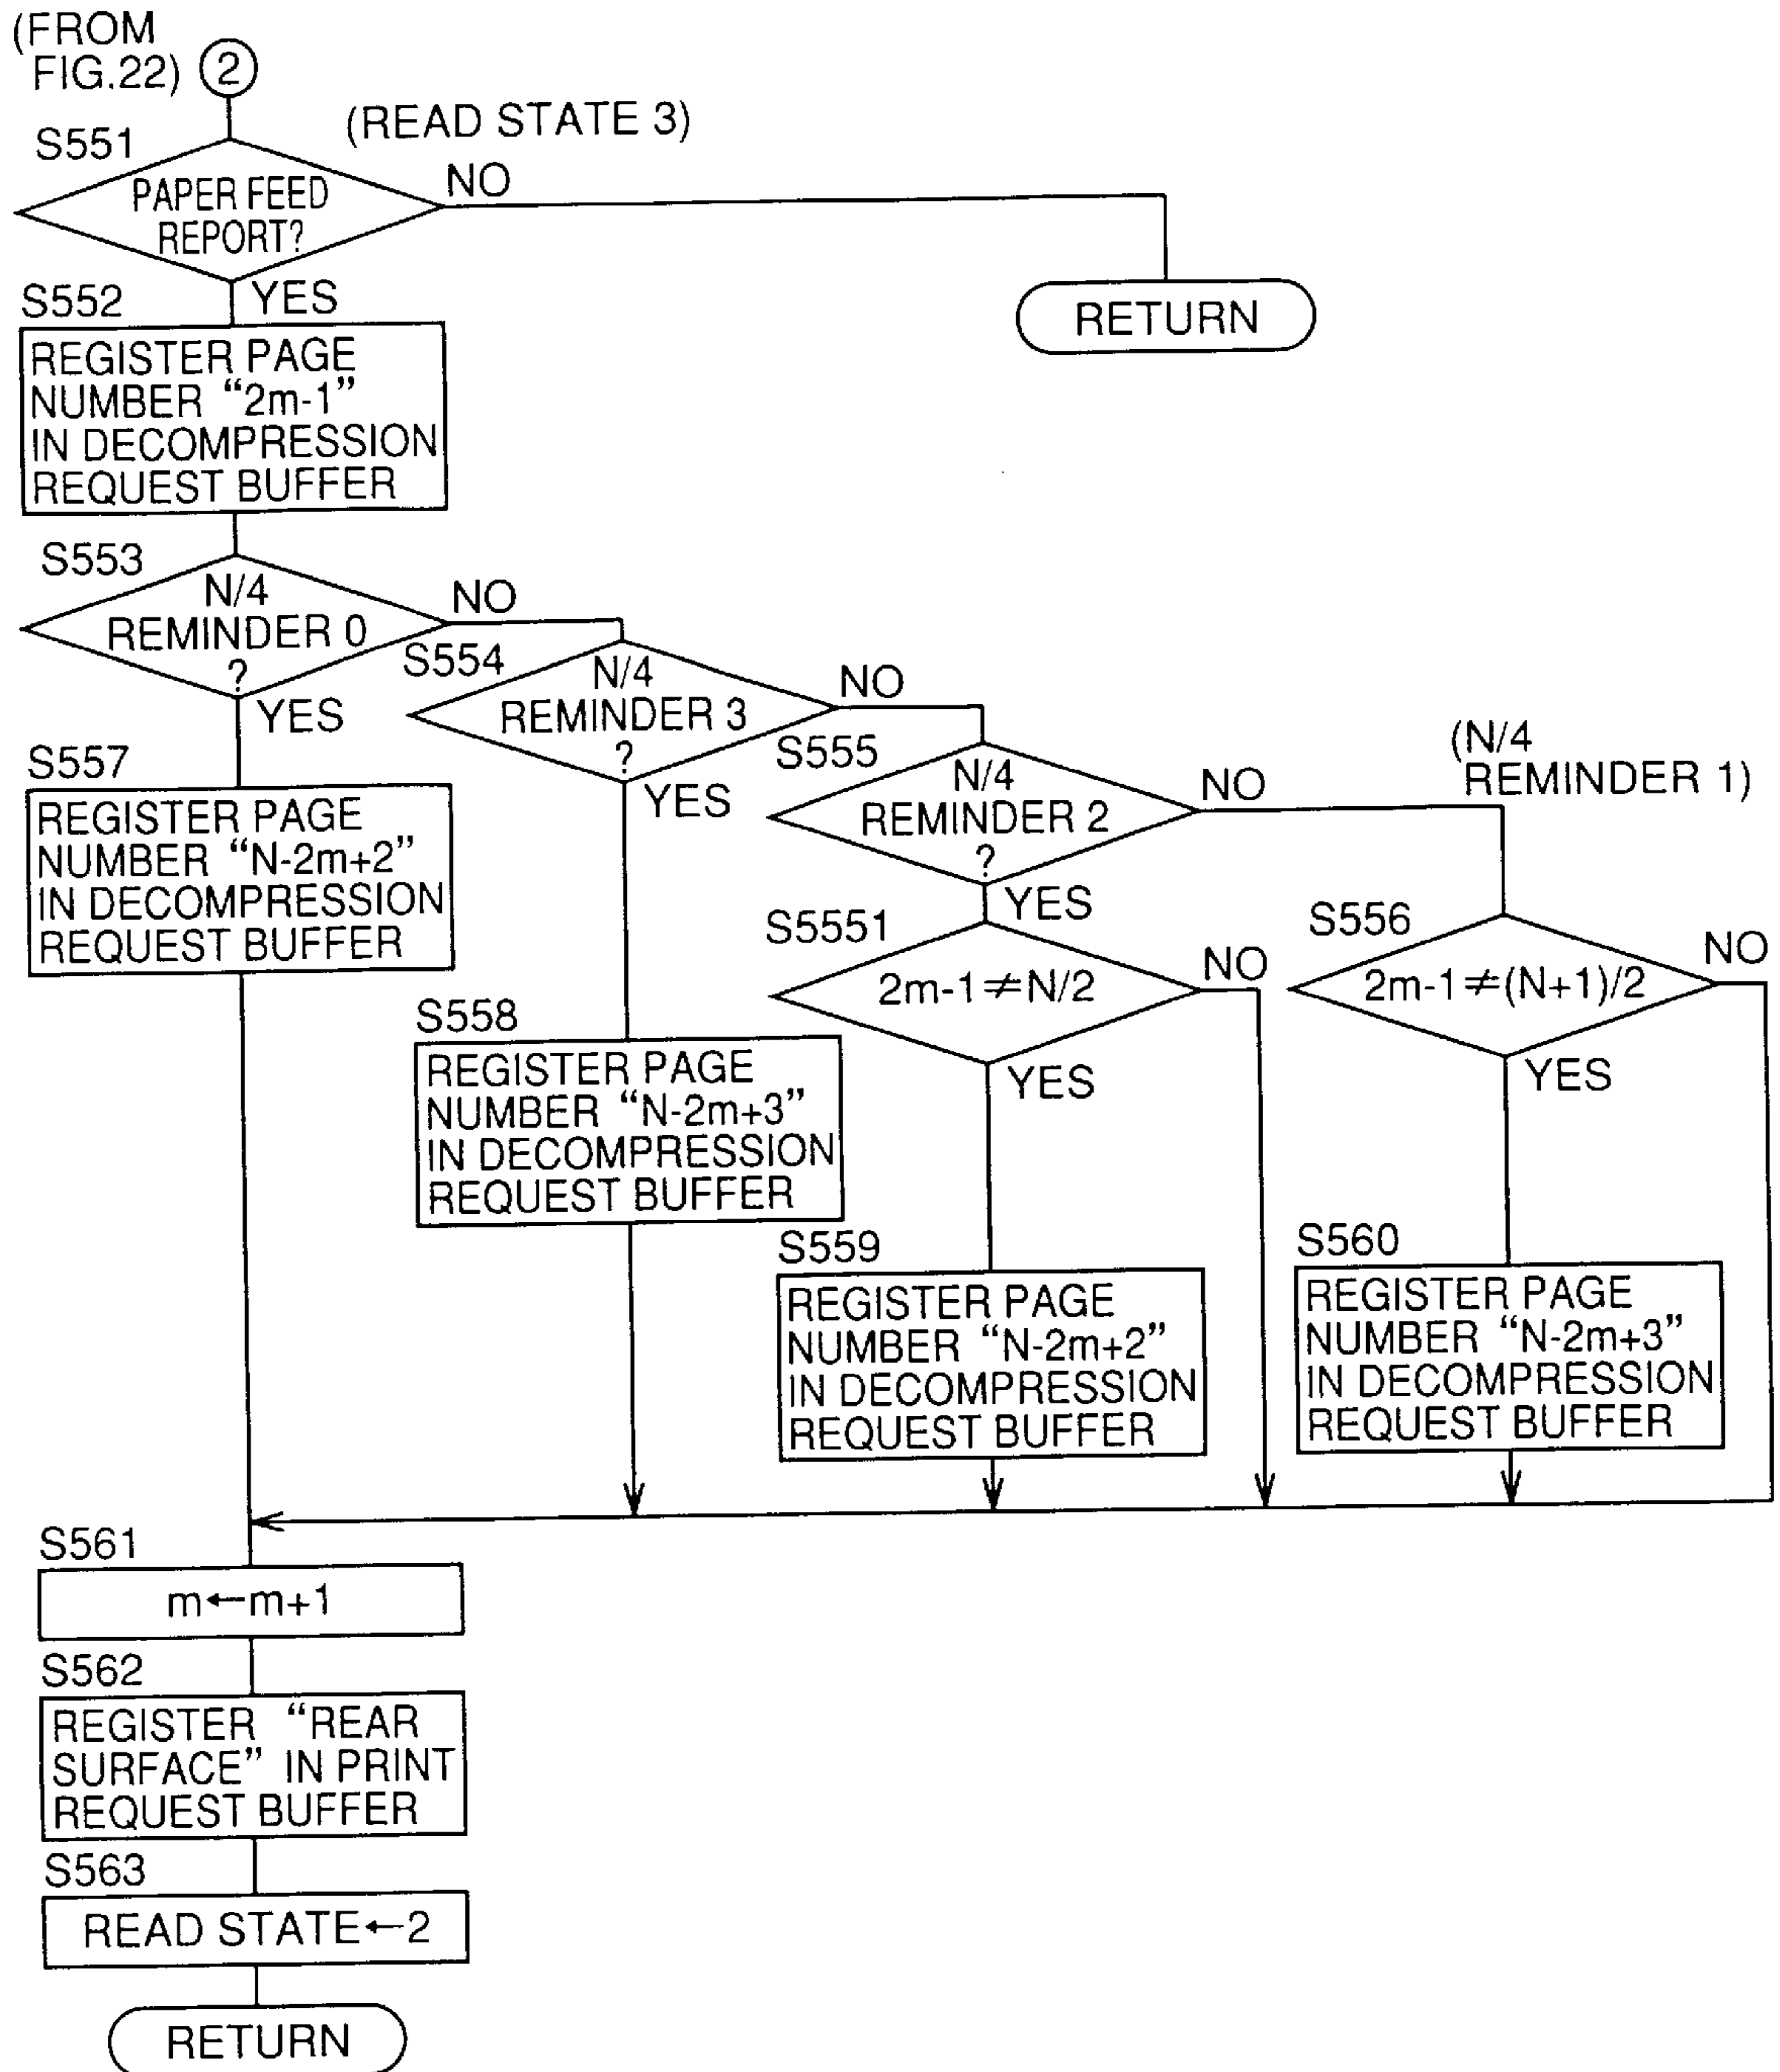 (FROM
FIG.22)
2
(READ STATE 3)
S551
PAPER FEED
REPORT?
NO
YES
RETURN
S552
REGISTER PAGE
NUMBER “2m-1”
IN DECOMPRESSION
REQUEST BUFFER
S553
N/4
REMINDER 0
?
NO
YES
S554
N/4
REMINDER 3
?
NO
YES
S555
N/4
REMINDER 2
?
NO
YES
(N/4
REMINDER 1)
S557
REGISTER PAGE
NUMBER “N-2m+2”
IN DECOMPRESSION
REQUEST BUFFER
S5551
2m-1≠N/2
NO
YES
S556
2m-1≠(N+1)/2
NO
YES
S558
REGISTER PAGE
NUMBER “N-2m+3”
IN DECOMPRESSION
REQUEST BUFFER
S559
REGISTER PAGE
NUMBER “N-2m+2”
IN DECOMPRESSION
REQUEST BUFFER
S560
REGISTER PAGE
NUMBER “N-2m+3”
IN DECOMPRESSION
REQUEST BUFFER
S561
m←m+1
S562
REGISTER “REAR
SURFACE” IN PRINT
REQUEST BUFFER
S563
READ STATE←2
RETURN